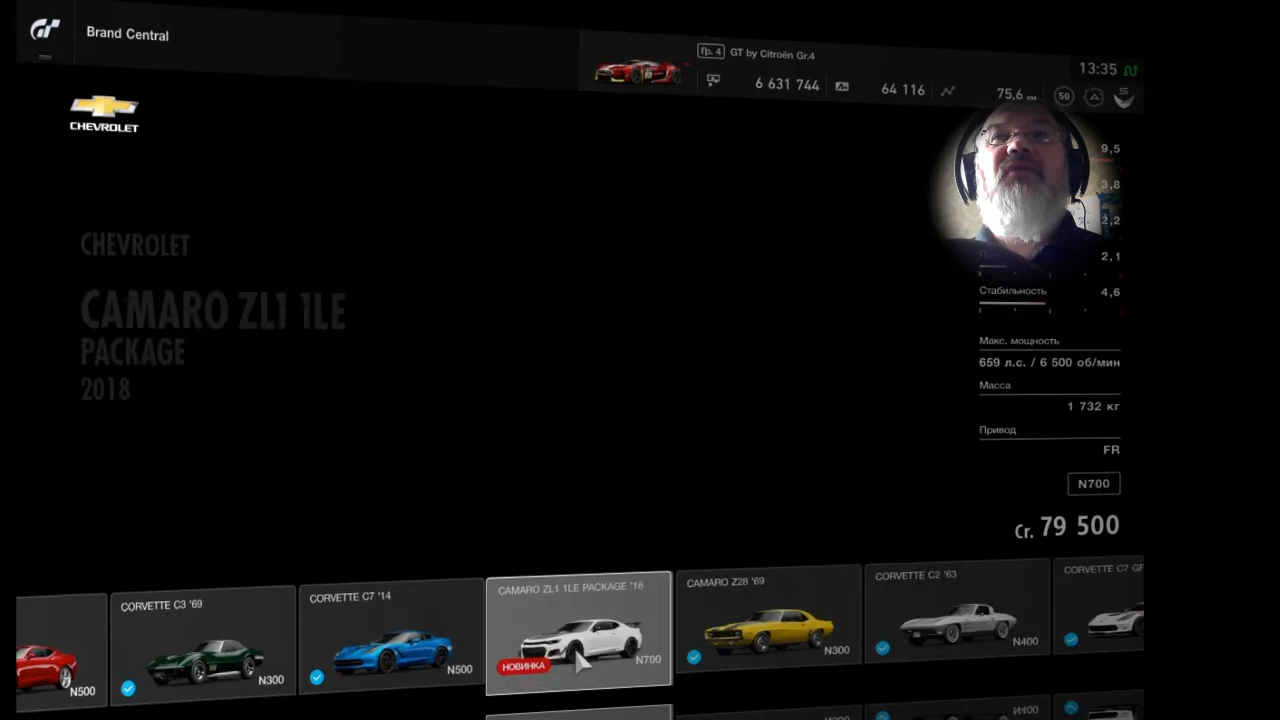 Brand Central
Гр. 4 GT by Citroën Gr.4
6 631 744
64 116
75,6 км
50
S
13:35
CHEVROLET
9,5
3,8
2,2
2,1
Стабильность 4,6
CHEVROLET
CAMARO ZL1 1LE
PACKAGE
2018
Макс. мощность
659 л.с. / 6 500 об/мин
Масса
1 732 кг
Привод
FR
N700
Cr. 79 500
N500
CORVETTE C3 '69
N300
CORVETTE C7 '14
N500
CAMARO ZL1 1LE PACKAGE '18
НОВИНКА
N700
CAMARO Z28 '69
N300
CORVETTE C2 '63
N400
CORVETTE C7 GR